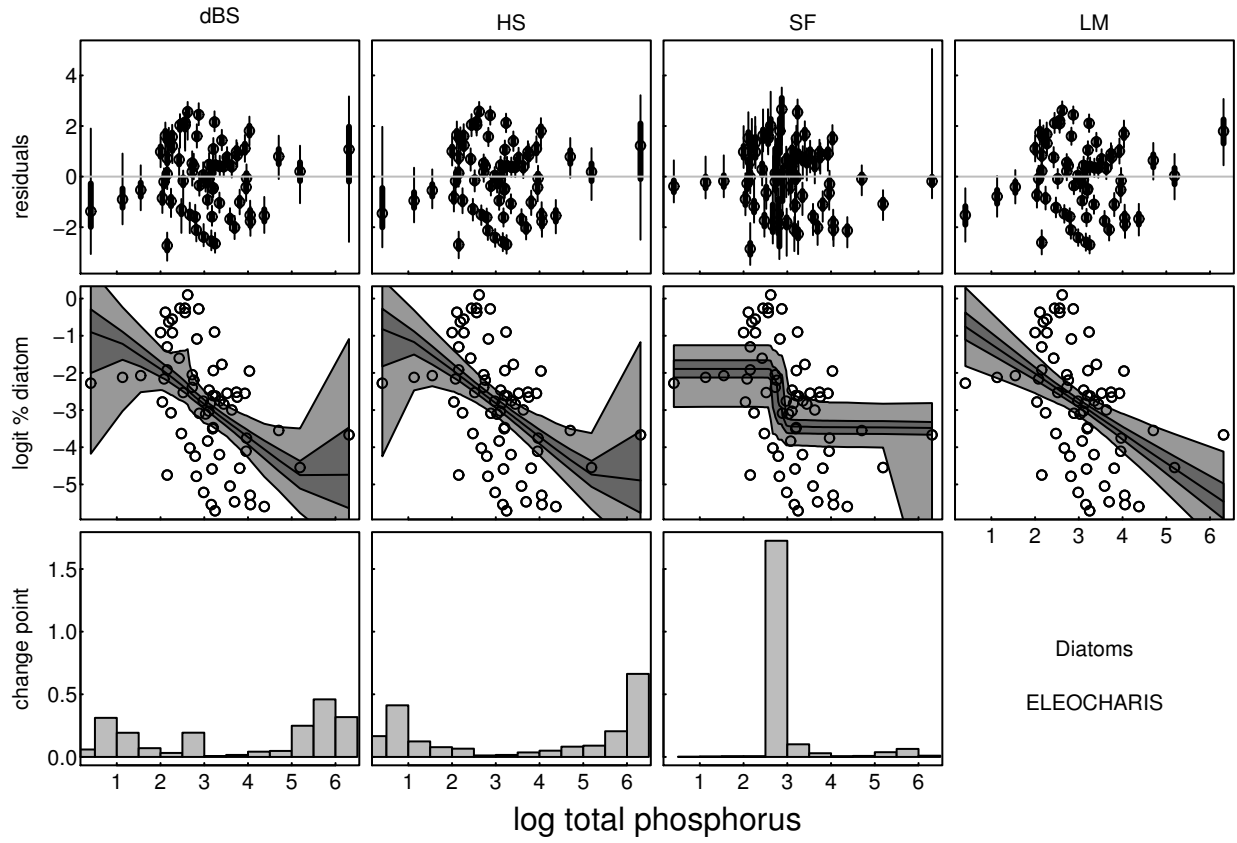 dBS HS SF LM
residuals
4
2
0
−2
logit % diatom
0
−1
−2
−3
−4
−5
1 2 3 4 5 6
change point
1.5
1.0
0.5
0.0
Diatoms
ELEOCHARIS
1 2 3 4 5 6 1 2 3 4 5 6 1 2 3 4 5 6
log total phosphorus